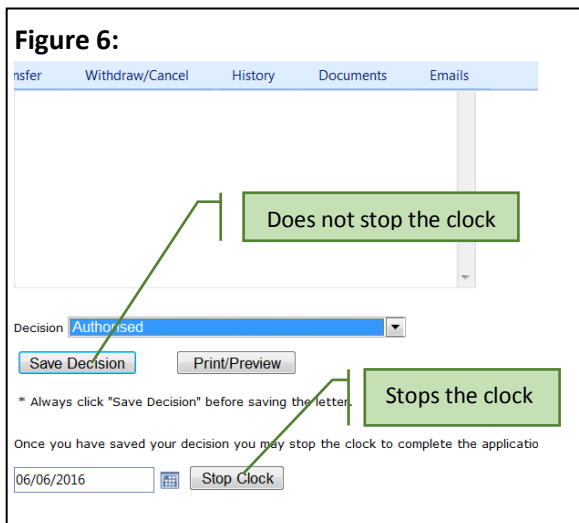 Figure 6:
nsfer Withdraw/Cancel History Documents Emails
Does not stop the clock
Decision Authorised
Save Decision Print/Preview
Stops the clock
* Always click "Save Decision" before saving the letter.
Once you have saved your decision you may stop the clock to complete the applicatio
06/06/2016 Stop Clock